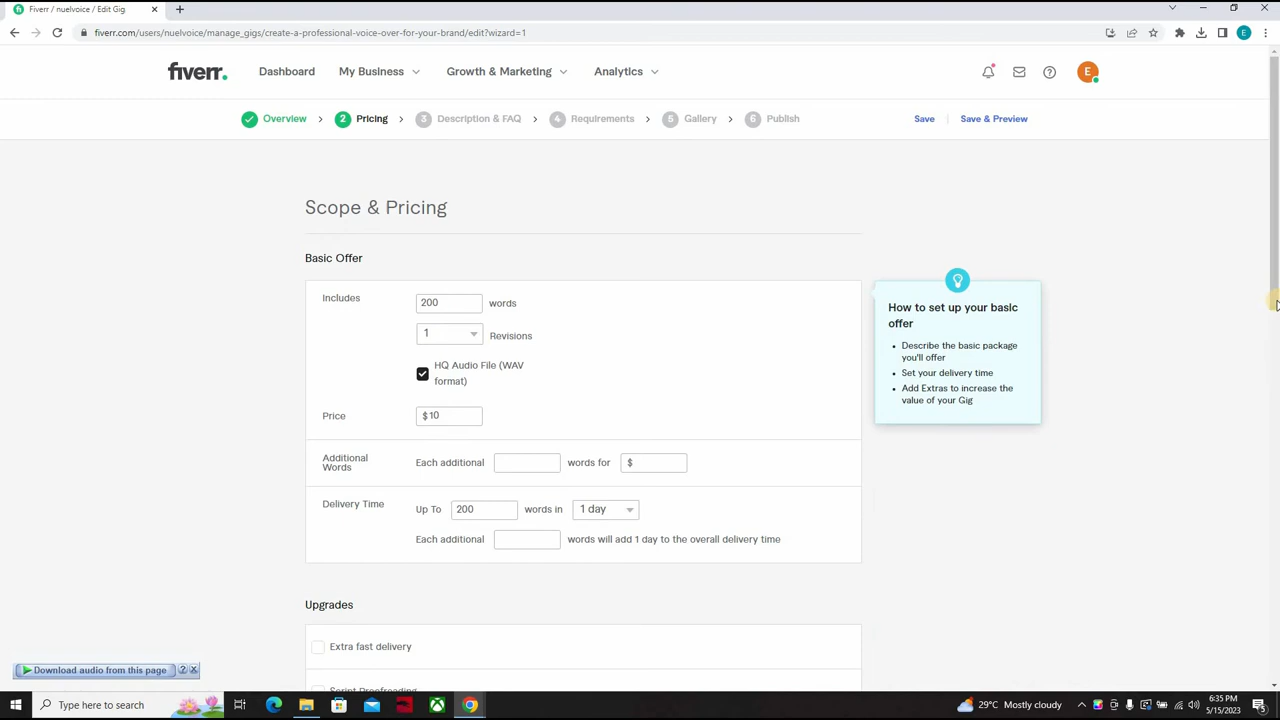 Fiverr / nuelvoice / Edit Gig
fiverr.com/users/nuelvoice/manage_gigs/create-a-professional-voice-over-for-your-brand/edit?wizard=1
E
fiverr.
Dashboard
My Business
Growth & Marketing
Analytics
E
Overview
2 Pricing
3 Description & FAQ
4 Requirements
5 Gallery
6 Publish
Save
Save & Preview
Scope & Pricing
Basic Offer
Includes
200 words
1 Revisions
HQ Audio File (WAV
format)
Price
$10
Additional
Words
Each additional words for $
Delivery Time
Up To 200 words in 1 day
Each additional words will add 1 day to the overall delivery time
How to set up your basic
offer
• Describe the basic package
you'll offer
• Set your delivery time
• Add Extras to increase the
value of your Gig
Upgrades
Extra fast delivery
Script Proofreading
Download audio from this page ? X
Type here to search
29°C Mostly cloudy
6:35 PM
5/15/2023